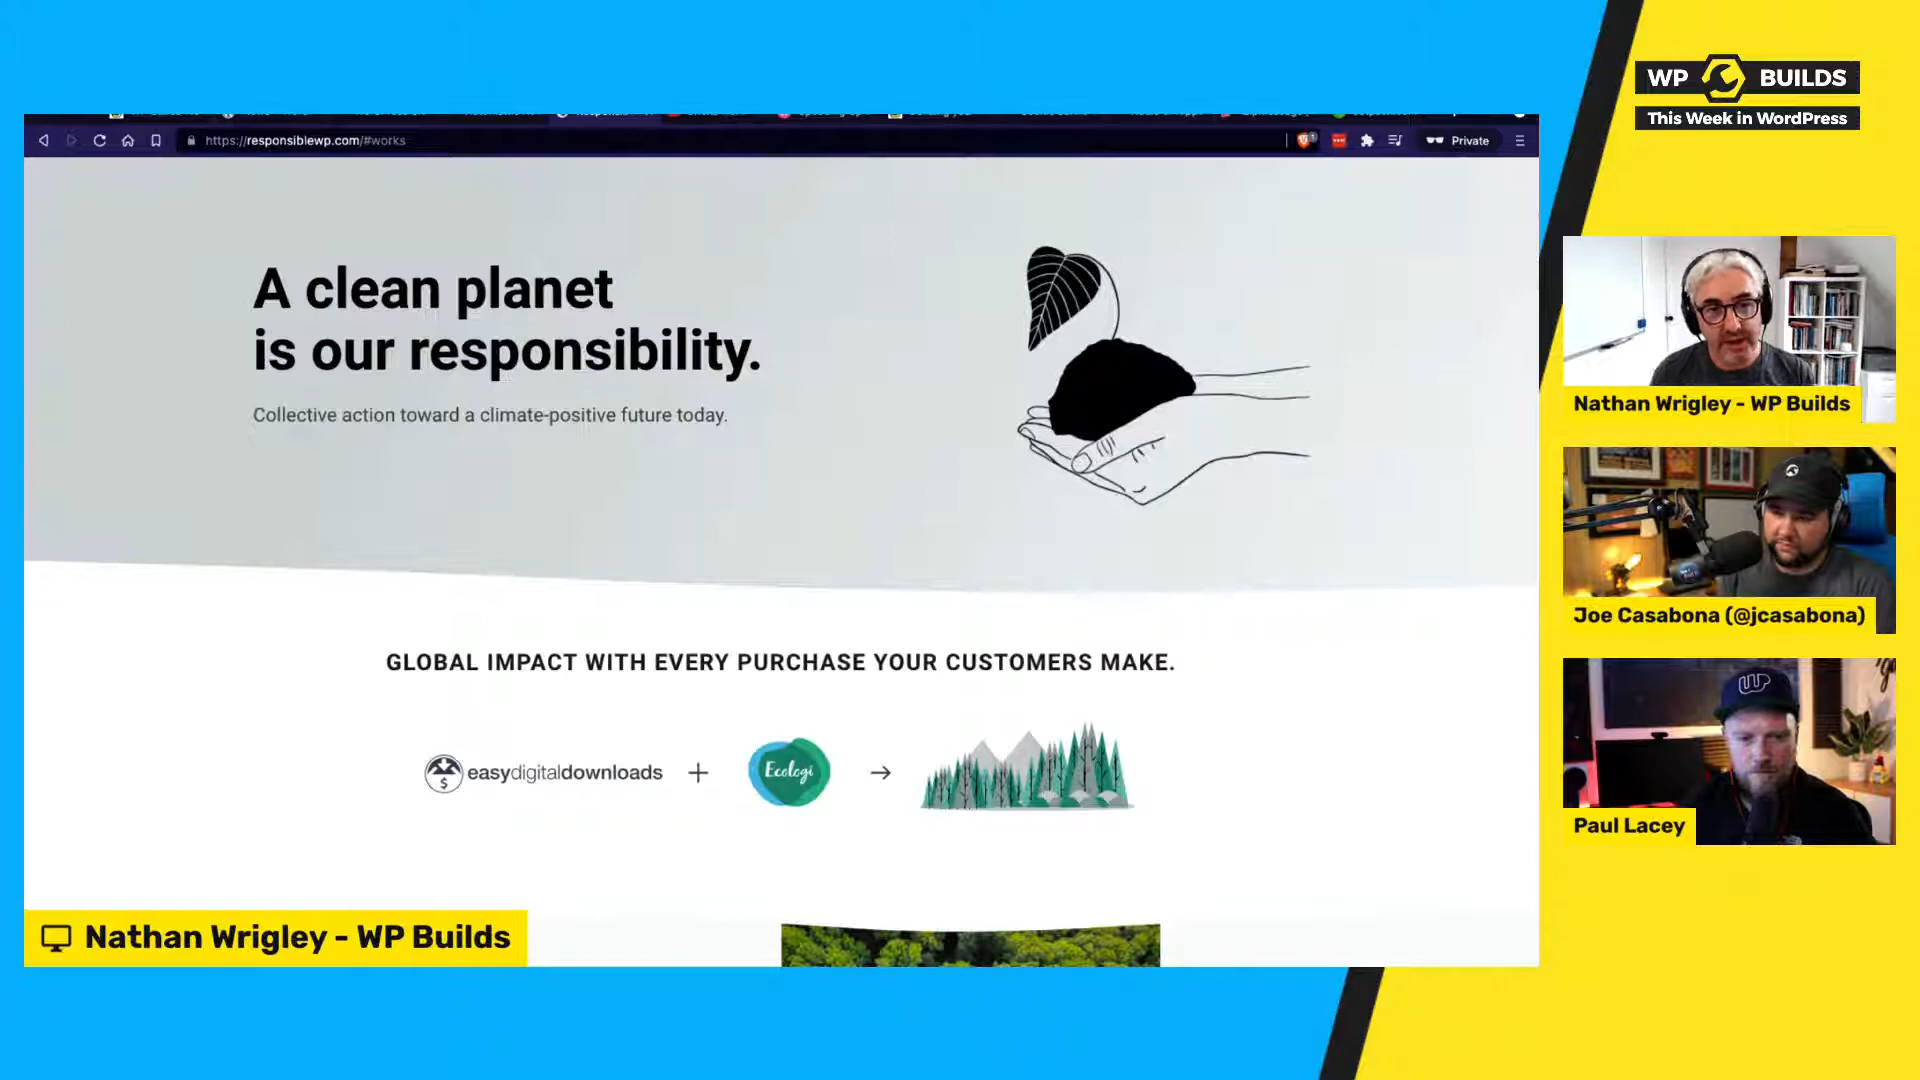 WP BUILDS
This Week in WordPress
https://responsiblewp.com/#works
Private
A clean planet
is our responsibility.
Collective action toward a climate-positive future today.
GLOBAL IMPACT WITH EVERY PURCHASE YOUR CUSTOMERS MAKE.
easydigitaldownloads
+
Ecologi
→
Nathan Wrigley - WP Builds
Nathan Wrigley - WP Builds
Joe Casabona (@jcasabona)
Paul Lacey